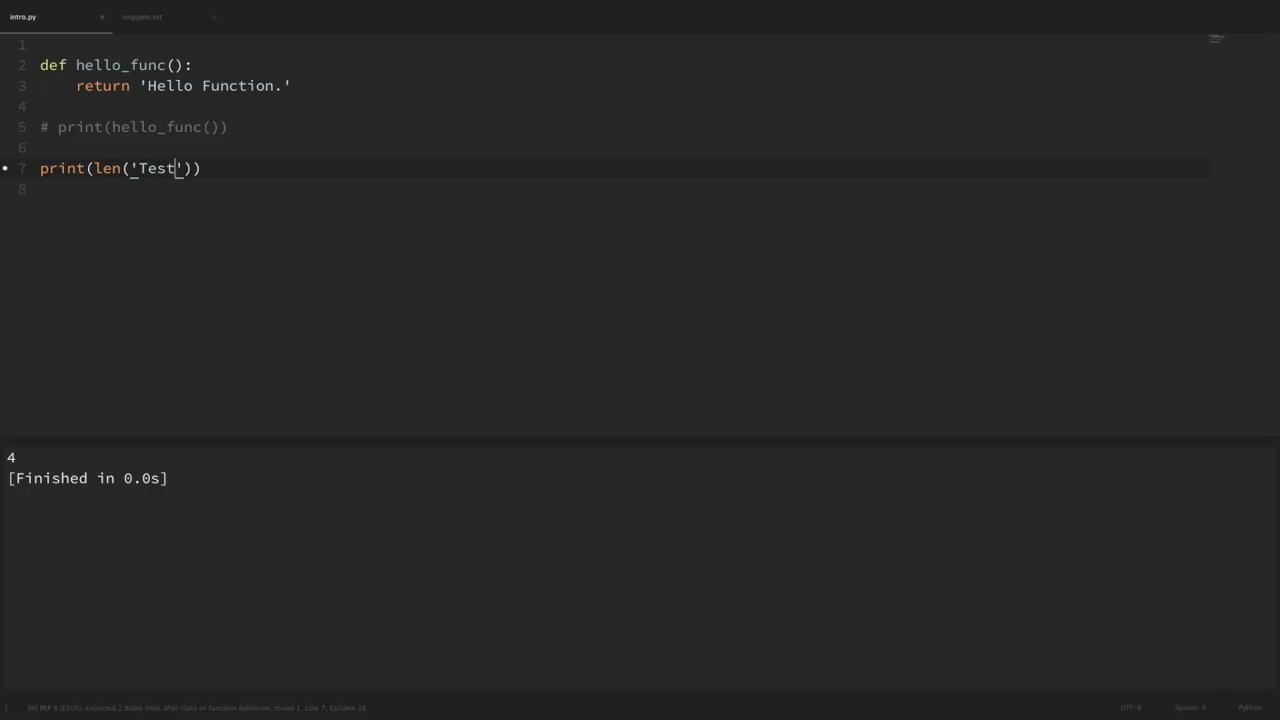 intro.py × snippets.txt ×
1
2 def hello_func():
3     return 'Hello Function.'
4
5 # print(hello_func())
6
7 print(len('Test'))
8
4
[Finished in 0.0s]
[W] PEP 8 (E305): expected 2 blank lines after class or function definition, found 1, Line 7, Column 16 UTF-8 Spaces: 4 Python